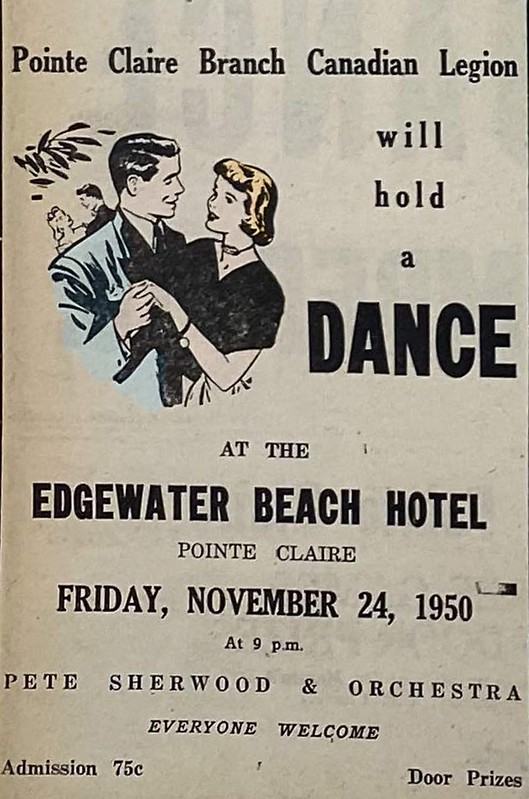 Pointe Claire Branch Canadian Legion
will
hold
a
DANCE
AT THE
EDGEWATER BEACH HOTEL
POINTE CLAIRE
FRIDAY, NOVEMBER 24, 1950
At 9 p.m.
PETE SHERWOOD & ORCHESTRA
EVERYONE WELCOME
Admission 75c
Door Prizes